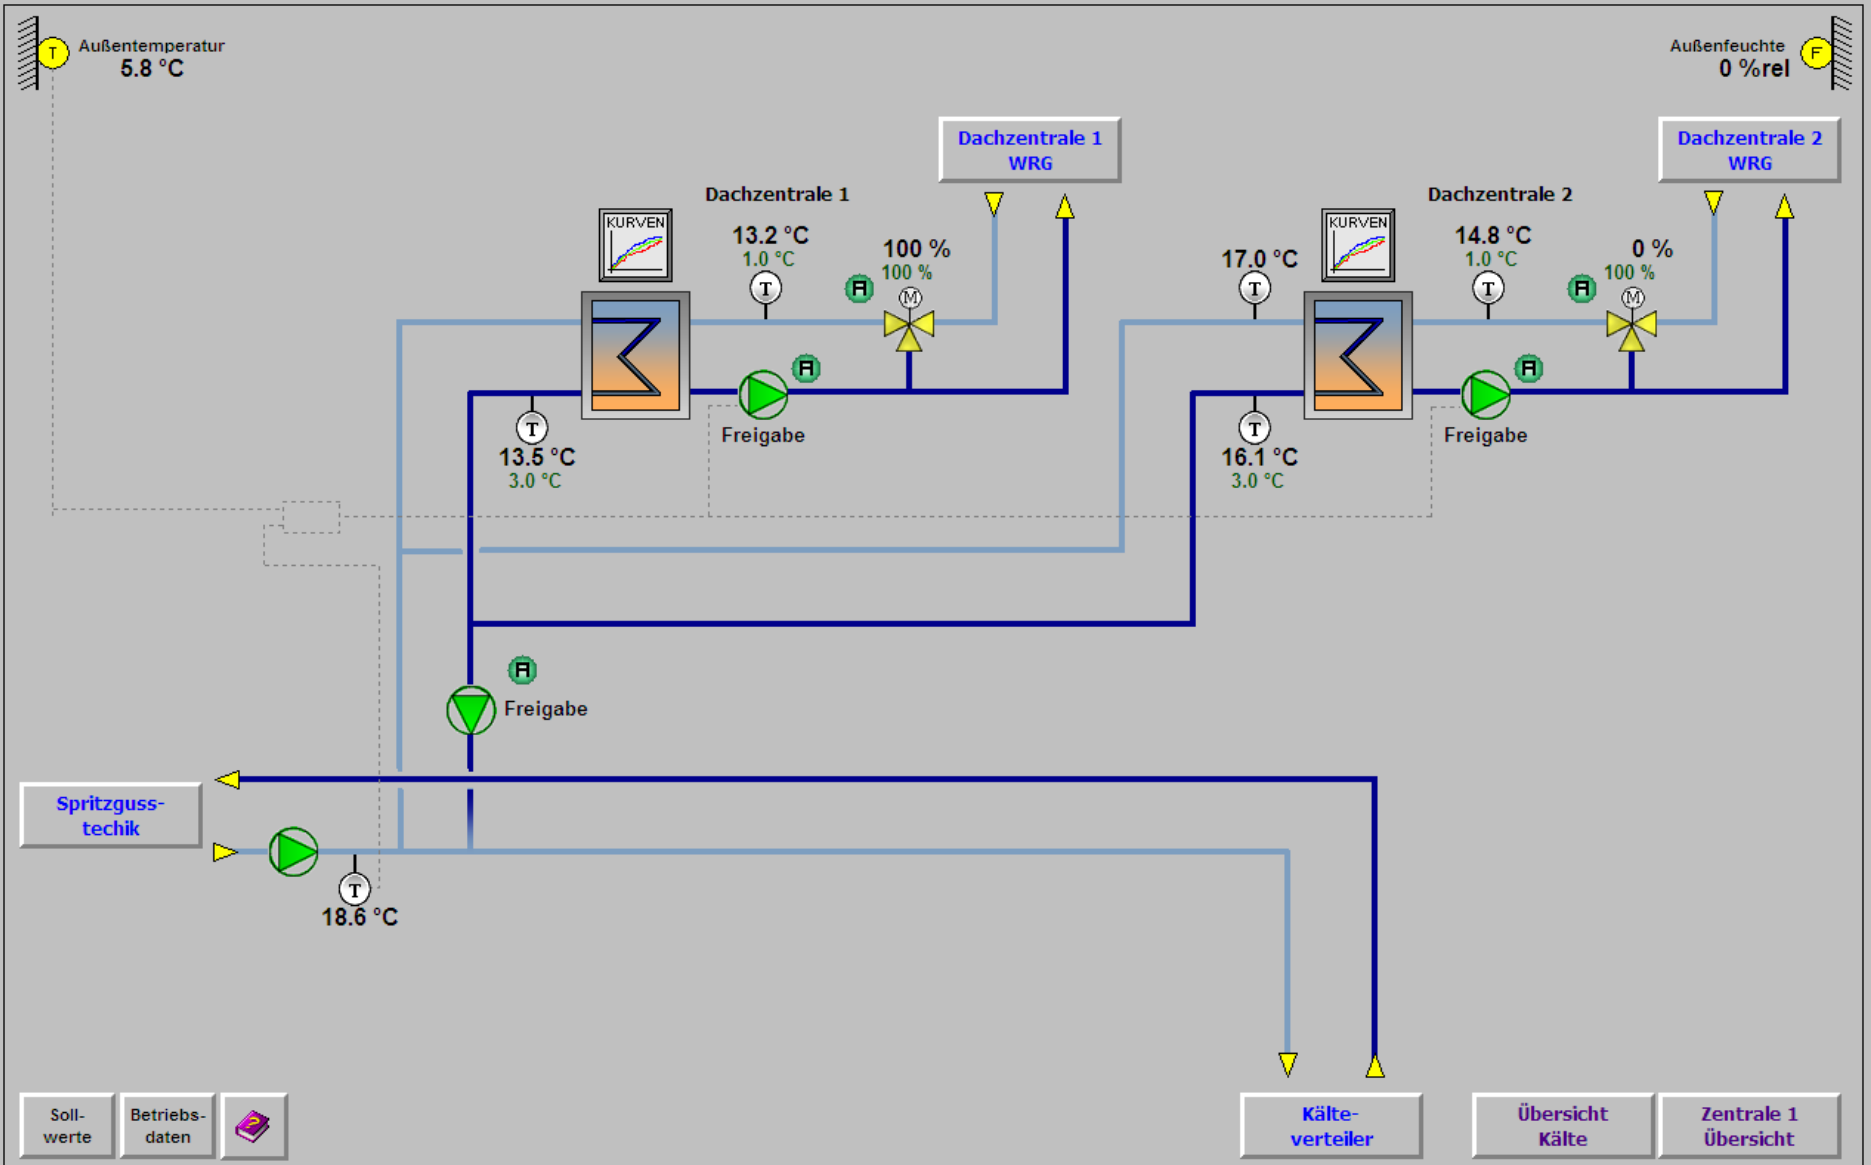 T
Außentemperatur
5.8 °C
Außenfeuchte
0 %rel
F
Dachzentrale 1
WRG
Dachzentrale 2
WRG
Dachzentrale 1
KURVEN
13.2 °C
1.0 °C
T
A
100 %
100 %
M
A
Freigabe
T
13.5 °C
3.0 °C
Dachzentrale 2
17.0 °C
T
KURVEN
14.8 °C
1.0 °C
T
A
0 %
100 %
M
A
Freigabe
T
16.1 °C
3.0 °C
A
Freigabe
Spritzguss-
techik
T
18.6 °C
Soll-
werte
Betriebs-
daten
?
Kälte-
verteiler
Übersicht
Kälte
Zentrale 1
Übersicht